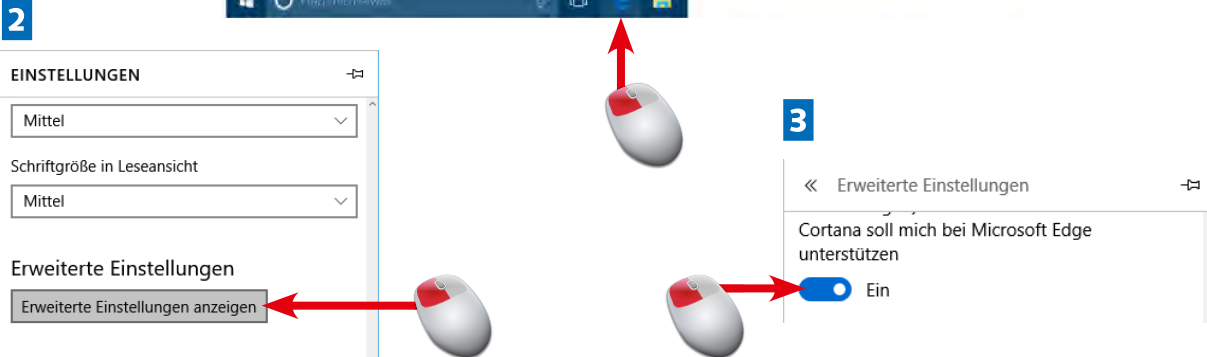 2
EINSTELLUNGEN
Mittel
Schriftgröße in Leseansicht
Mittel
Erweiterte Einstellungen
Erweiterte Einstellungen anzeigen
3
Erweiterte Einstellungen
Cortana soll mich bei Microsoft Edge
unterstützen
Ein